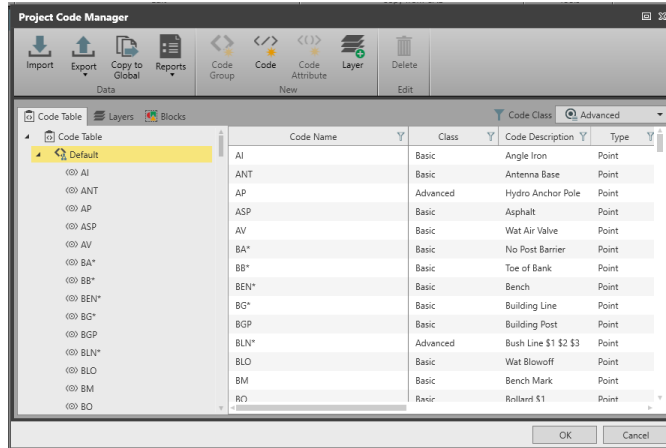 Project Code Manager
Import
Export
Copy to
Global
Reports
Data
Code
Group
Code
Code
Attribute
Layer
New
Delete
Edit
Code Table
Layers
Blocks
Code Class
Advanced
Code Table
Default
AI
ANT
AP
ASP
AV
BA*
BB*
BEN*
BG*
BGP
BLN*
BLO
BM
BO
Code Name Class Code Description Type
AI Basic Angle Iron Point
ANT Basic Antenna Base Point
AP Advanced Hydro Anchor Pole Point
ASP Basic Asphalt Point
AV Basic Wat Air Valve Point
BA* Basic No Post Barrier Point
BB* Basic Toe of Bank Point
BEN* Basic Bench Point
BG* Basic Building Line Point
BGP Basic Building Post Point
BLN* Advanced Bush Line $1 $2 $3 Point
BLO Basic Wat Blowoff Point
BM Basic Bench Mark Point
BO Basic Bollard $1 Point
OK
Cancel